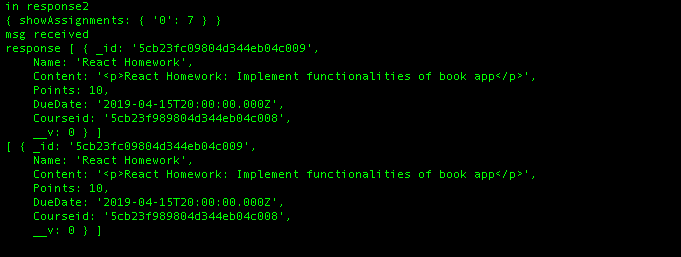 in response2
{ showAssignments: { '0': 7 } }
msg received
response [ { _id: '5cb23fc09804d344eb04c009',
    Name: 'React Homework',
    Content: '<p>React Homework: Implement functionalities of book app</p>',
    Points: 10,
    DueDate: '2019-04-15T20:00:00.000Z',
    Courseid: '5cb23f989804d344eb04c008',
    __v: 0 } ]
[ { _id: '5cb23fc09804d344eb04c009',
    Name: 'React Homework',
    Content: '<p>React Homework: Implement functionalities of book app</p>',
    Points: 10,
    DueDate: '2019-04-15T20:00:00.000Z',
    Courseid: '5cb23f989804d344eb04c008',
    __v: 0 } ]